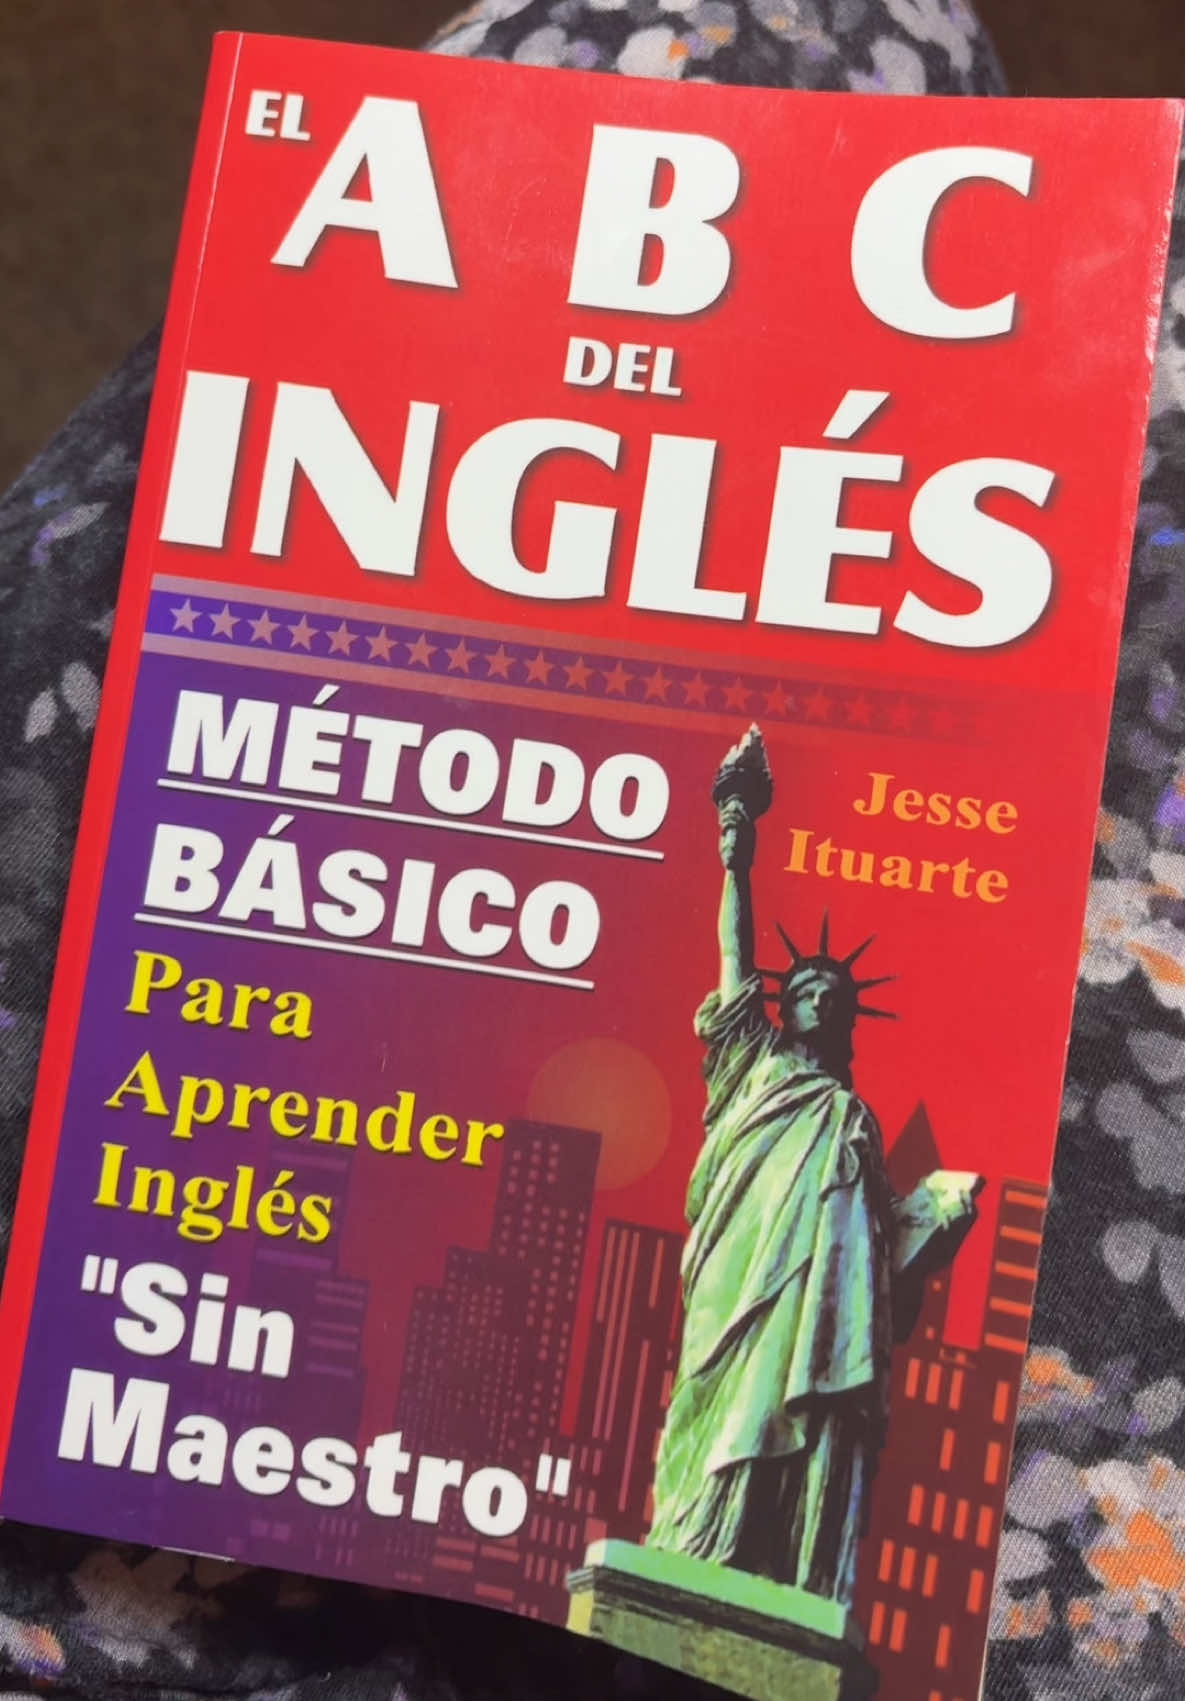 EL A B C
DEL
INGLÉS
MÉTODO
BÁSICO
Para
Aprender
Inglés
"Sin
Maestro"
Jesse
Ituarte